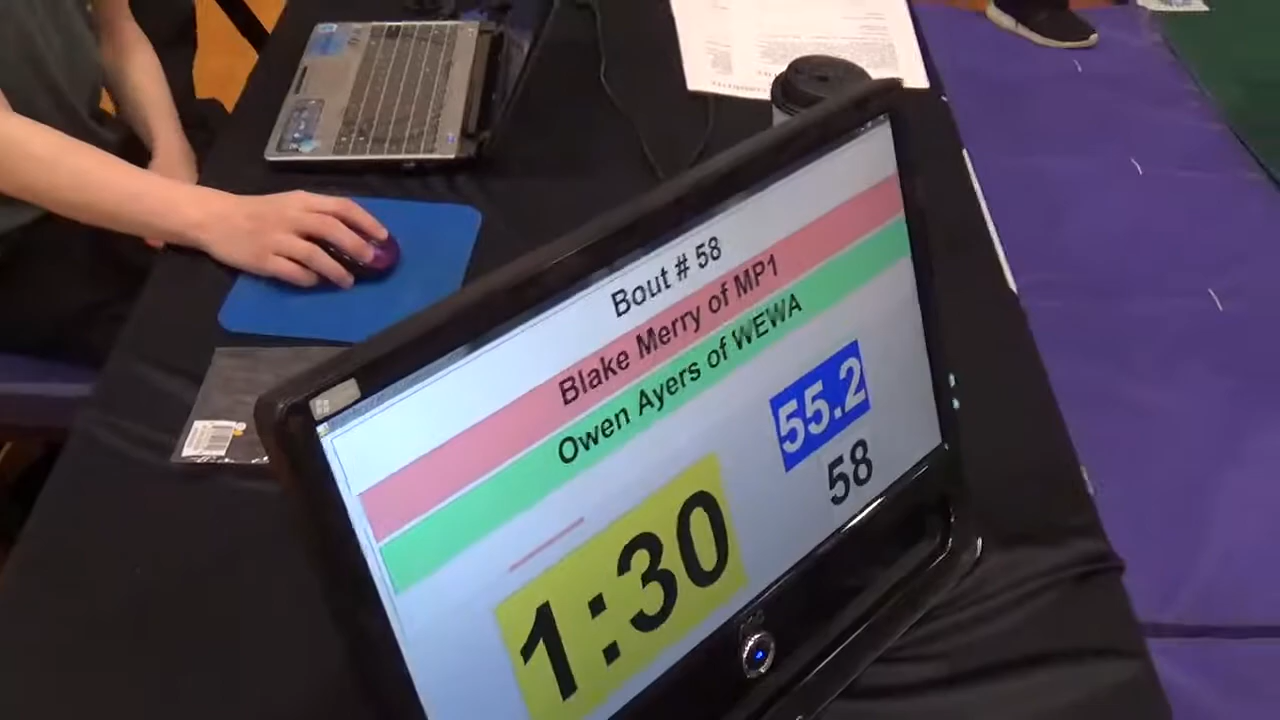 Bout # 58
Blake Merry of MP1
Owen Ayers of WEWA
55.2
58
1:30